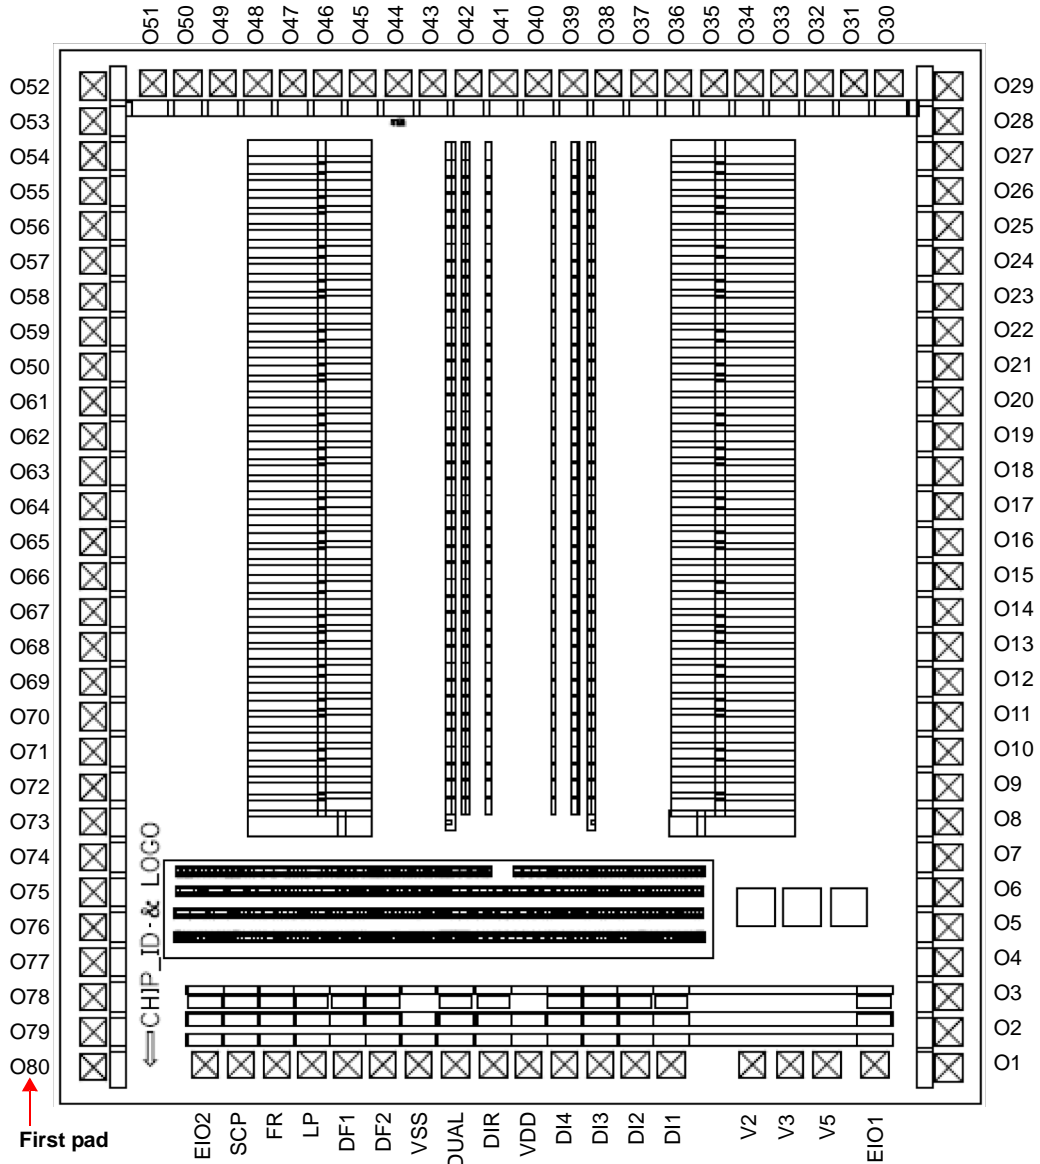 O51 O50 O49 O48 O47 O46 O45 O44 O43 O42 O41 O40 O39 O38 O37 O36 O35 O34 O33 O32 O31 O30
O52 O29
O53 O28
O54 O27
O55 O26
O56 O25
O57 O24
O58 O23
O59 O22
O50 O21
O61 O20
O62 O19
O63 O18
O64 O17
O65 O16
O66 O15
O67 O14
O68 O13
O69 O12
O70 O11
O71 O10
O72 O9
O73 O8
O74 O7
O75 O6
O76 O5
O77 O4
O78 O3
O79 O2
O80 O1
CHIP_ID & LOGO
First pad
EIO2 SCP FR LP DF1 DF2 VSS DUAL DIR VDD DI4 DI3 DI2 DI1 V2 V3 V5 EIO1